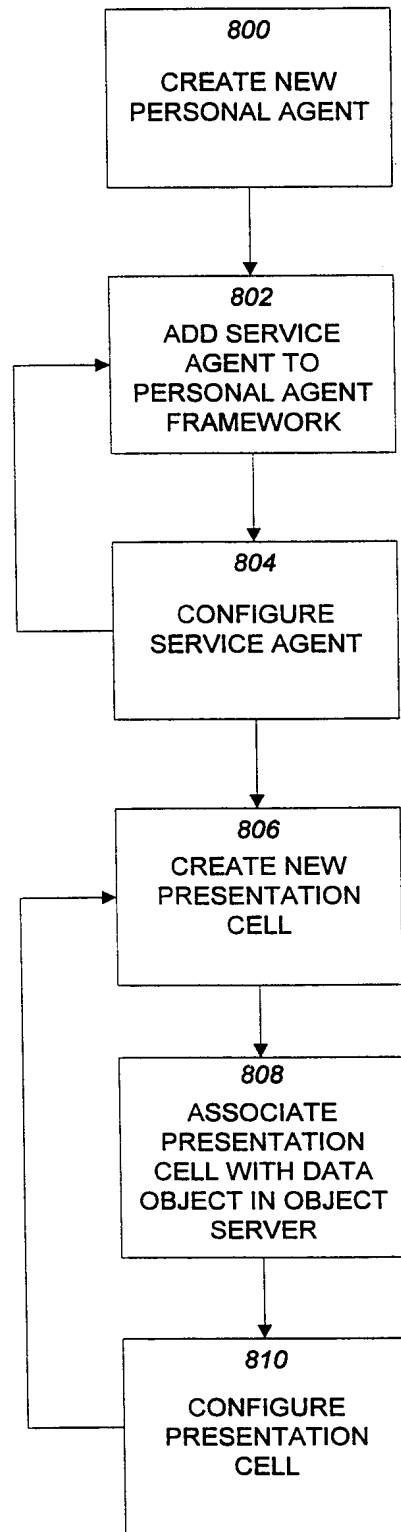 800
CREATE NEW
PERSONAL AGENT
802
ADD SERVICE
AGENT TO
PERSONAL AGENT
FRAMEWORK
804
CONFIGURE
SERVICE AGENT
806
CREATE NEW
PRESENTATION
CELL
808
ASSOCIATE
PRESENTATION
CELL WITH DATA
OBJECT IN OBJECT
SERVER
810
CONFIGURE
PRESENTATION
CELL